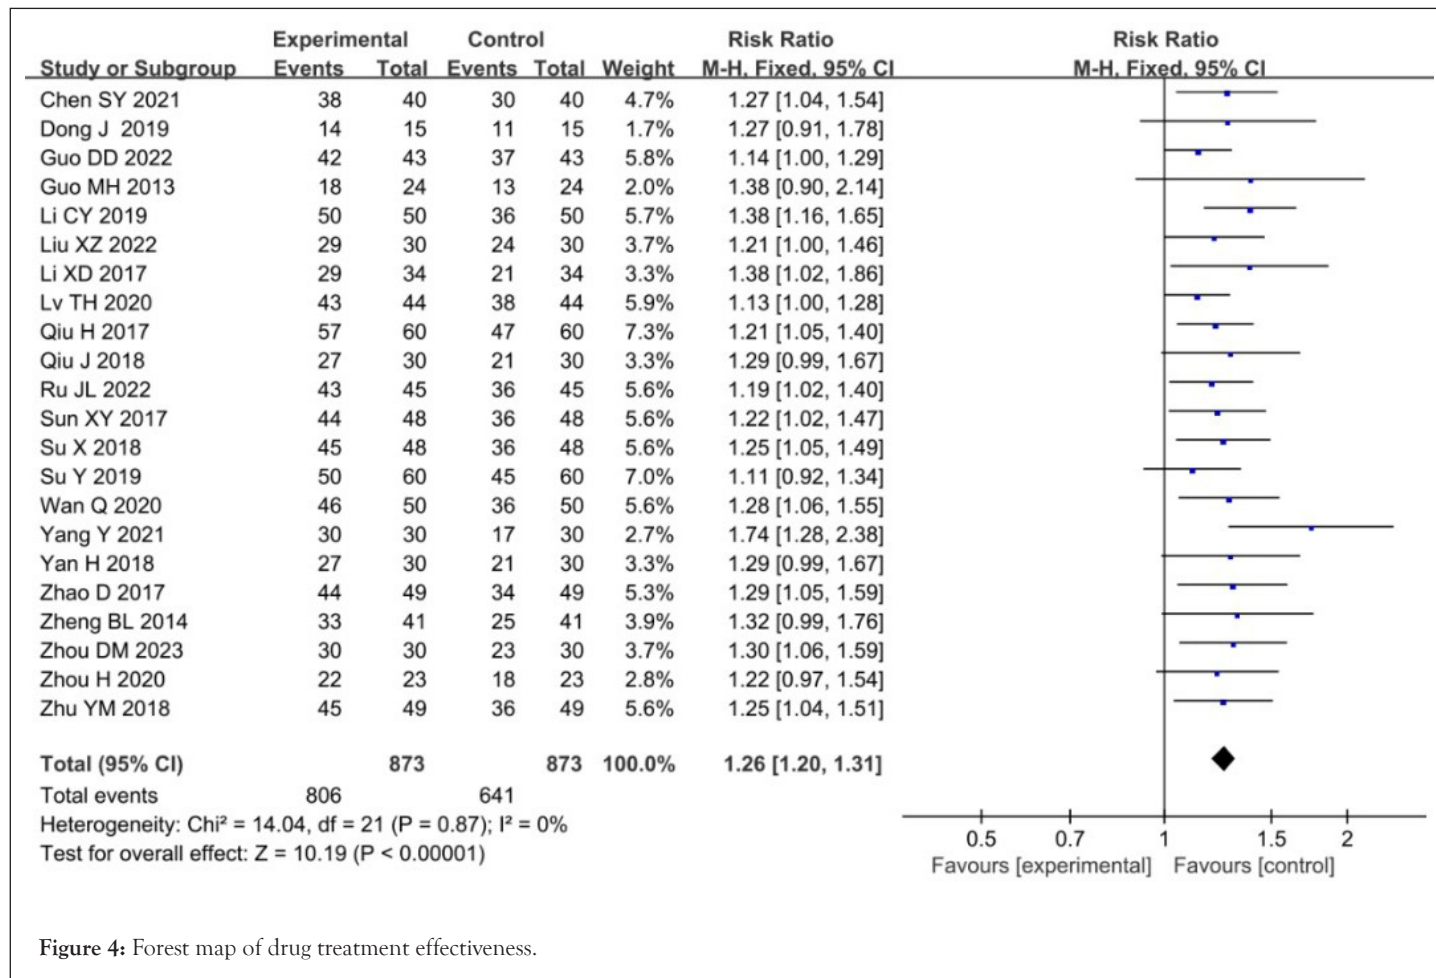 Experimental Control Risk Ratio Risk Ratio
Study or Subgroup Events Total Events Total Weight M-H, Fixed, 95% CI M-H, Fixed, 95% CI
Chen SY 2021 38 40 30 40 4.7% 1.27 [1.04, 1.54]
Dong J 2019 14 15 11 15 1.7% 1.27 [0.91, 1.78]
Guo DD 2022 42 43 37 43 5.8% 1.14 [1.00, 1.29]
Guo MH 2013 18 24 13 24 2.0% 1.38 [0.90, 2.14]
Li CY 2019 50 50 36 50 5.7% 1.38 [1.16, 1.65]
Liu XZ 2022 29 30 24 30 3.7% 1.21 [1.00, 1.46]
Li XD 2017 29 34 21 34 3.3% 1.38 [1.02, 1.86]
Lv TH 2020 43 44 38 44 5.9% 1.13 [1.00, 1.28]
Qiu H 2017 57 60 47 60 7.3% 1.21 [1.05, 1.40]
Qiu J 2018 27 30 21 30 3.3% 1.29 [0.99, 1.67]
Ru JL 2022 43 45 36 45 5.6% 1.19 [1.02, 1.40]
Sun XY 2017 44 48 36 48 5.6% 1.22 [1.02, 1.47]
Su X 2018 45 48 36 48 5.6% 1.25 [1.05, 1.49]
Su Y 2019 50 60 45 60 7.0% 1.11 [0.92, 1.34]
Wan Q 2020 46 50 36 50 5.6% 1.28 [1.06, 1.55]
Yang Y 2021 30 30 17 30 2.7% 1.74 [1.28, 2.38]
Yan H 2018 27 30 21 30 3.3% 1.29 [0.99, 1.67]
Zhao D 2017 44 49 34 49 5.3% 1.29 [1.05, 1.59]
Zheng BL 2014 33 41 25 41 3.9% 1.32 [0.99, 1.76]
Zhou DM 2023 30 30 23 30 3.7% 1.30 [1.06, 1.59]
Zhou H 2020 22 23 18 23 2.8% 1.22 [0.97, 1.54]
Zhu YM 2018 45 49 36 49 5.6% 1.25 [1.04, 1.51]
Total (95% CI) 873 873 100.0% 1.26 [1.20, 1.31]
Total events 806 641
Heterogeneity: Chi² = 14.04, df = 21 (P = 0.87); I² = 0%
Test for overall effect: Z = 10.19 (P < 0.00001)
0.5 0.7 1 1.5 2
Favours [experimental] Favours [control]
Figure 4: Forest map of drug treatment effectiveness.